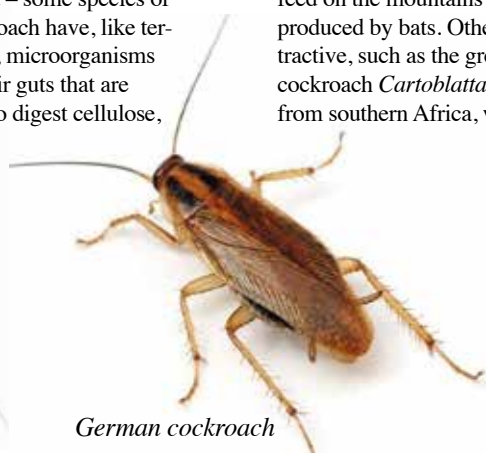 – some species of
oach have, like ter-
, microorganisms
ir guts that are
o digest cellulose,
feed on the mountains
produced by bats. Othe
tractive, such as the gre
cockroach Cartoblatta
from southern Africa, w
German cockroach